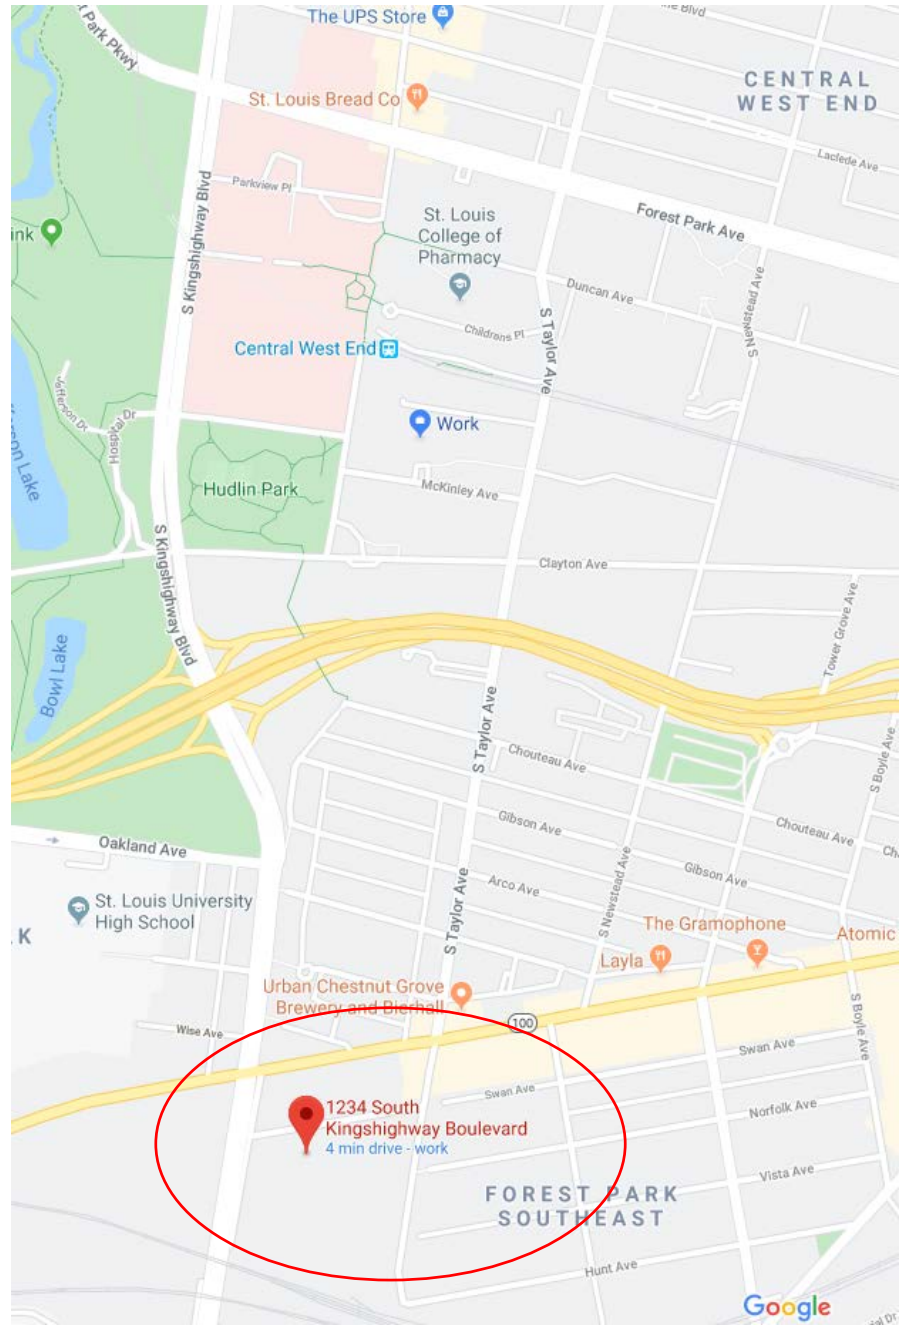 The UPS Store
t Park Pkwy
ne Blvd
CENTRAL
WEST END
St. Louis Bread Co
Laclede Ave
Parkview Pl
S Kingshighway Blvd
St. Louis
College of
Pharmacy
Forest Park Ave
ink
Duncan Ave
S Newstead Ave
S Taylor Ave
Childrens Pl
Central West End
Jefferson Dr
Hospital Dr
Work
Hudlin Park
McKinley Ave
S Kingshighway Blvd
Clayton Ave
Tower Grove Ave
Bowl Lake
S Taylor Ave
Chouteau Ave
S Boyle Ave
Gibson Ave
Chouteau Ave
Ch
Oakland Ave
Gibson Ave
Arco Ave
S Newstead Ave
St. Louis University
High School
S Taylor Ave
The Gramophone
K
Layla
Atomic
Urban Chestnut Grove
Brewery and Bierhall
100
S Boyle Ave
Wise Ave
Swan Ave
Swan Ave
1234 South
Kingshighway Boulevard
4 min drive - work
Norfolk Ave
Vista Ave
FOREST PARK
SOUTHEAST
Hunt Ave
Google